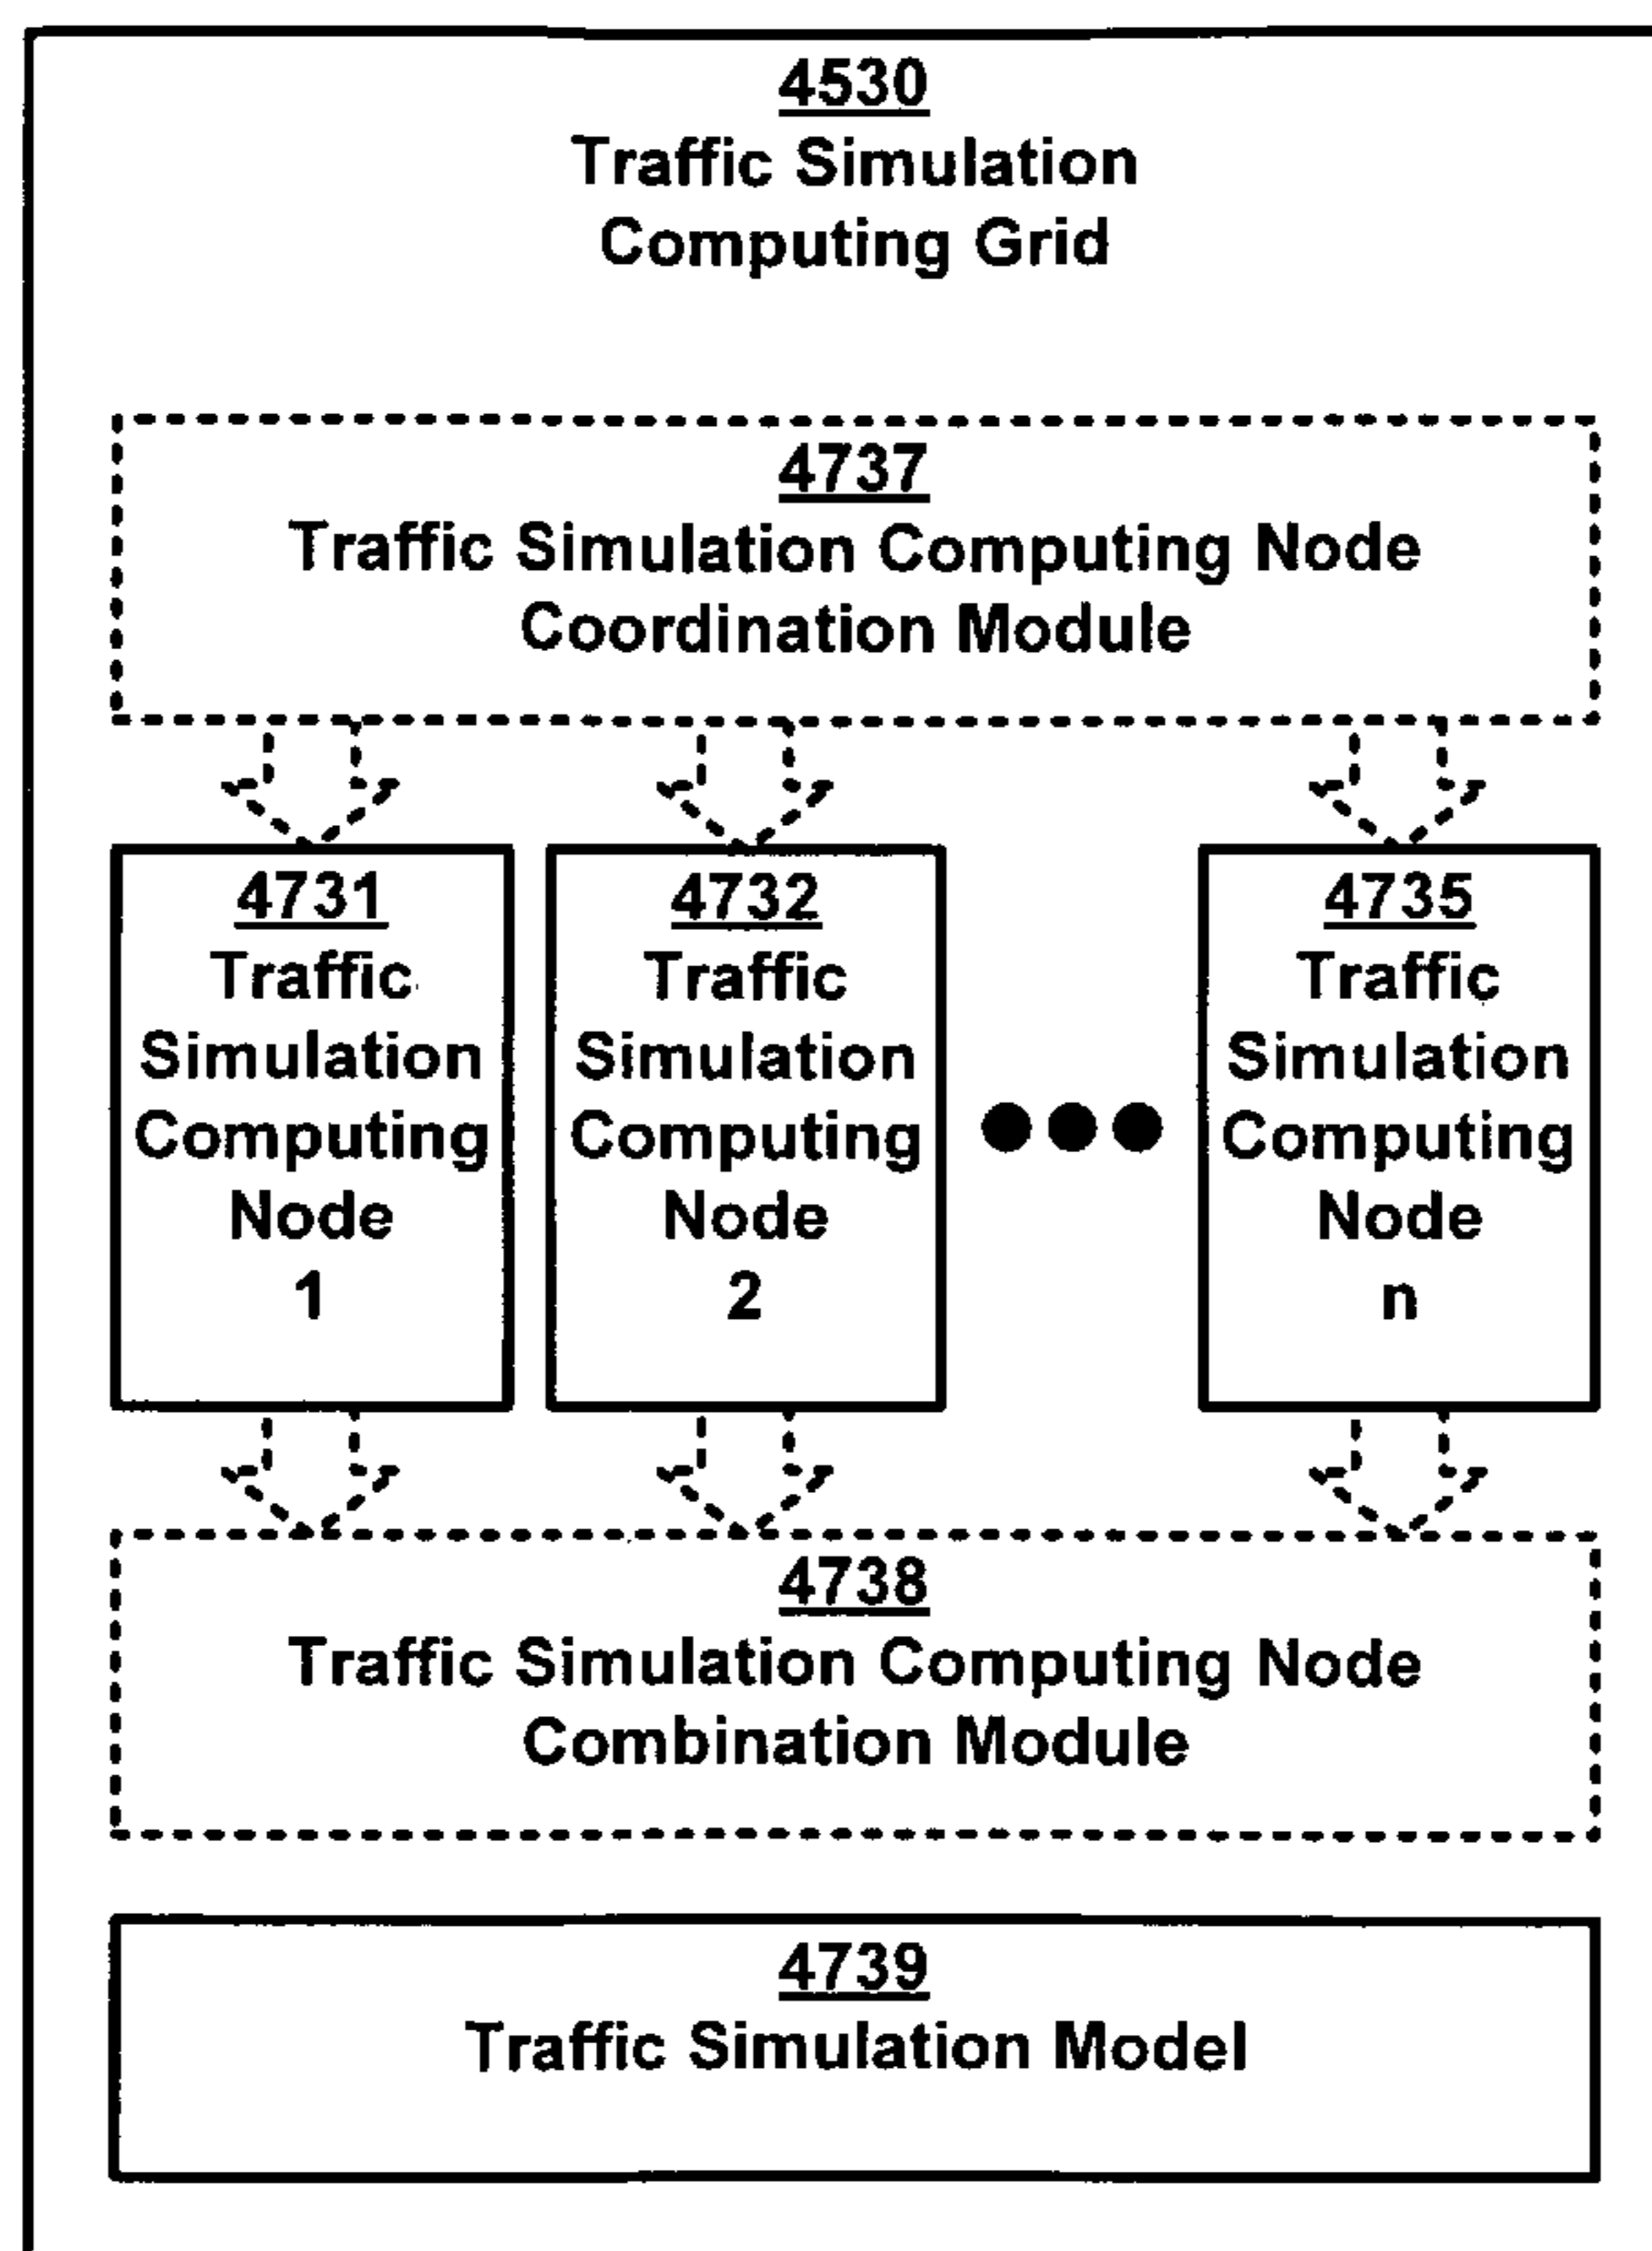 4530
Traffic Simulation
Computing Grid
4737
Traffic Simulation Computing Node
Coordination Module
4731
Traffic
Simulation
Computing
Node
1
4732
Traffic
Simulation
Computing
Node
2
4735
Traffic
Simulation
Computing
Node
n
4738
Traffic Simulation Computing Node
Combination Module
4739
Traffic Simulation Model